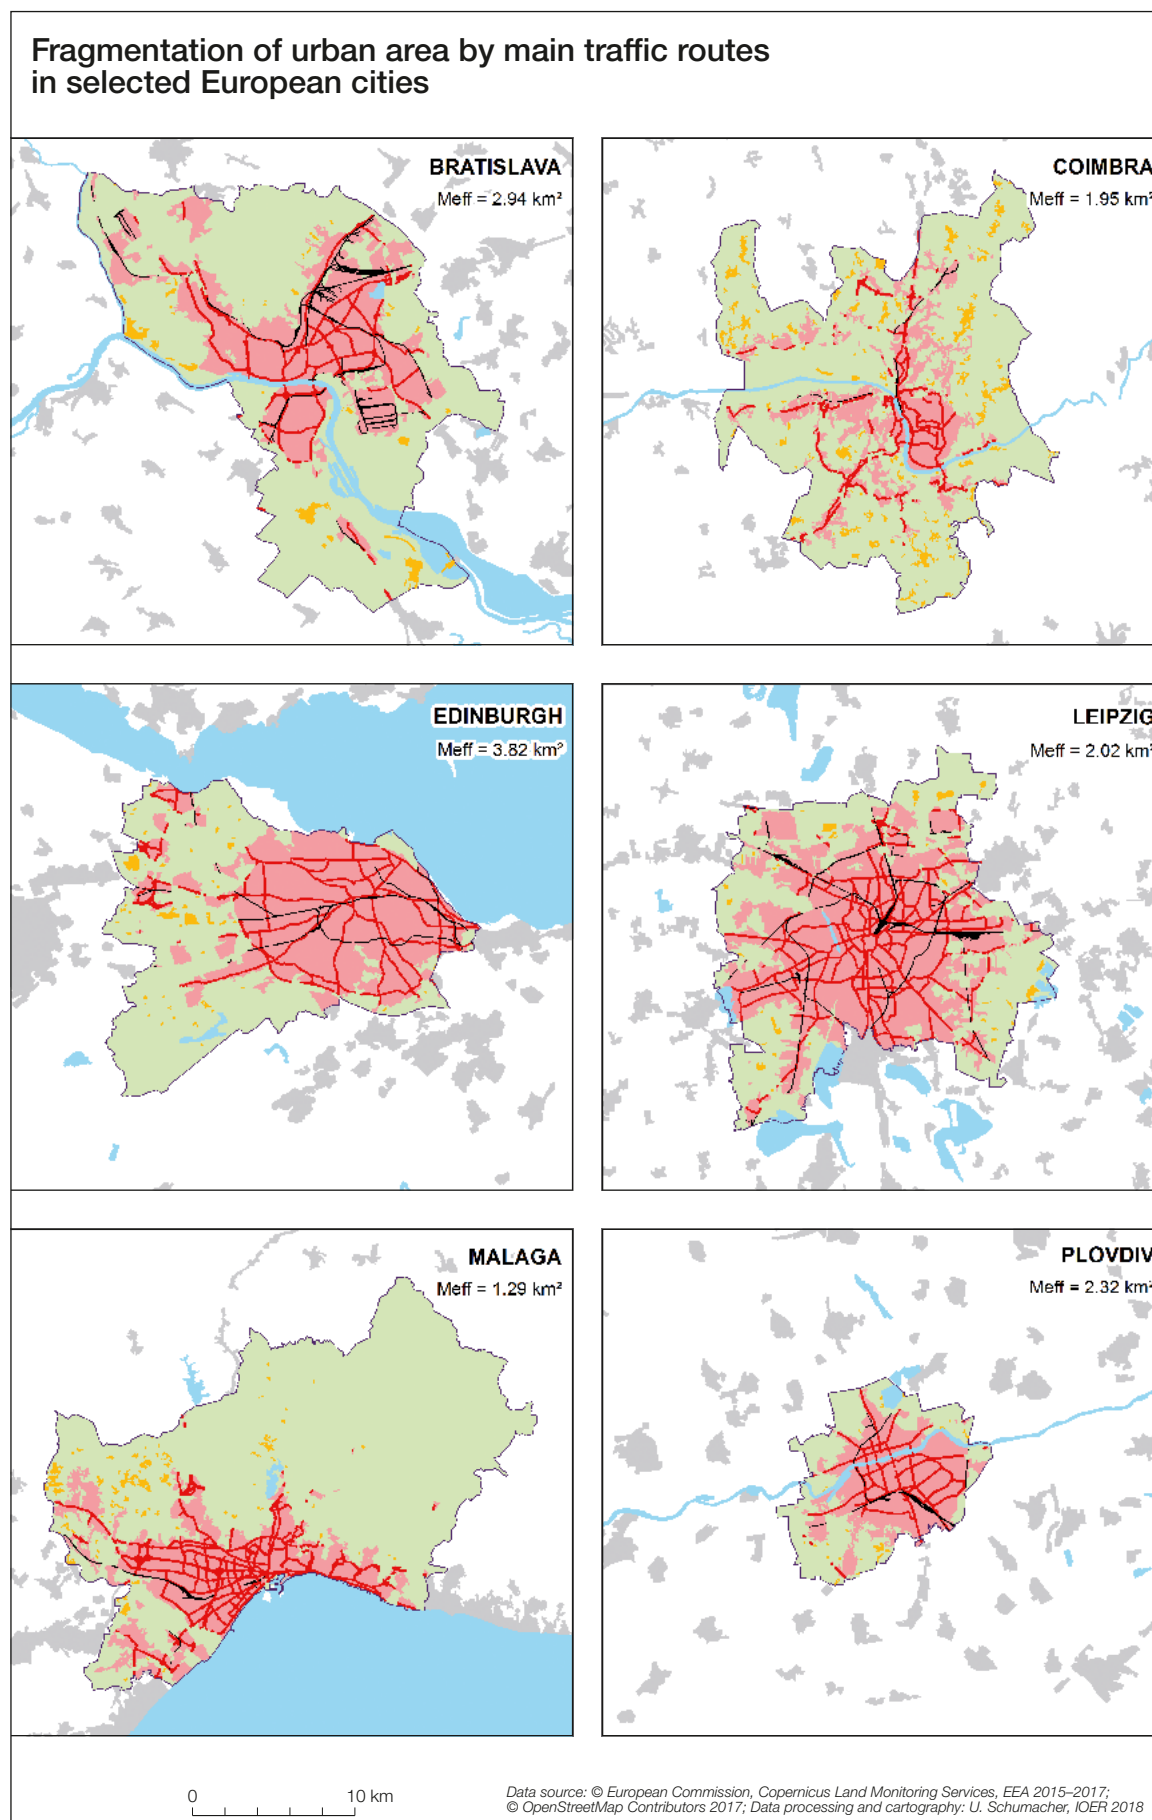 Fragmentation of urban area by main traffic routes
in selected European cities
BRATISLAVA
Meff = 2.94 km²
COIMBRA
Meff = 1.95 km²
EDINBURGH
Meff = 3.82 km²
LEIPZIG
Meff = 2.02 km²
MALAGA
Meff = 1.29 km²
PLOVDIV
Meff = 2.32 km²
0 10 km
Data source: © European Commission, Copernicus Land Monitoring Services, EEA 2015–2017;
© OpenStreetMap Contributors 2017; Data processing and cartography: U. Schumacher, IOER 2018